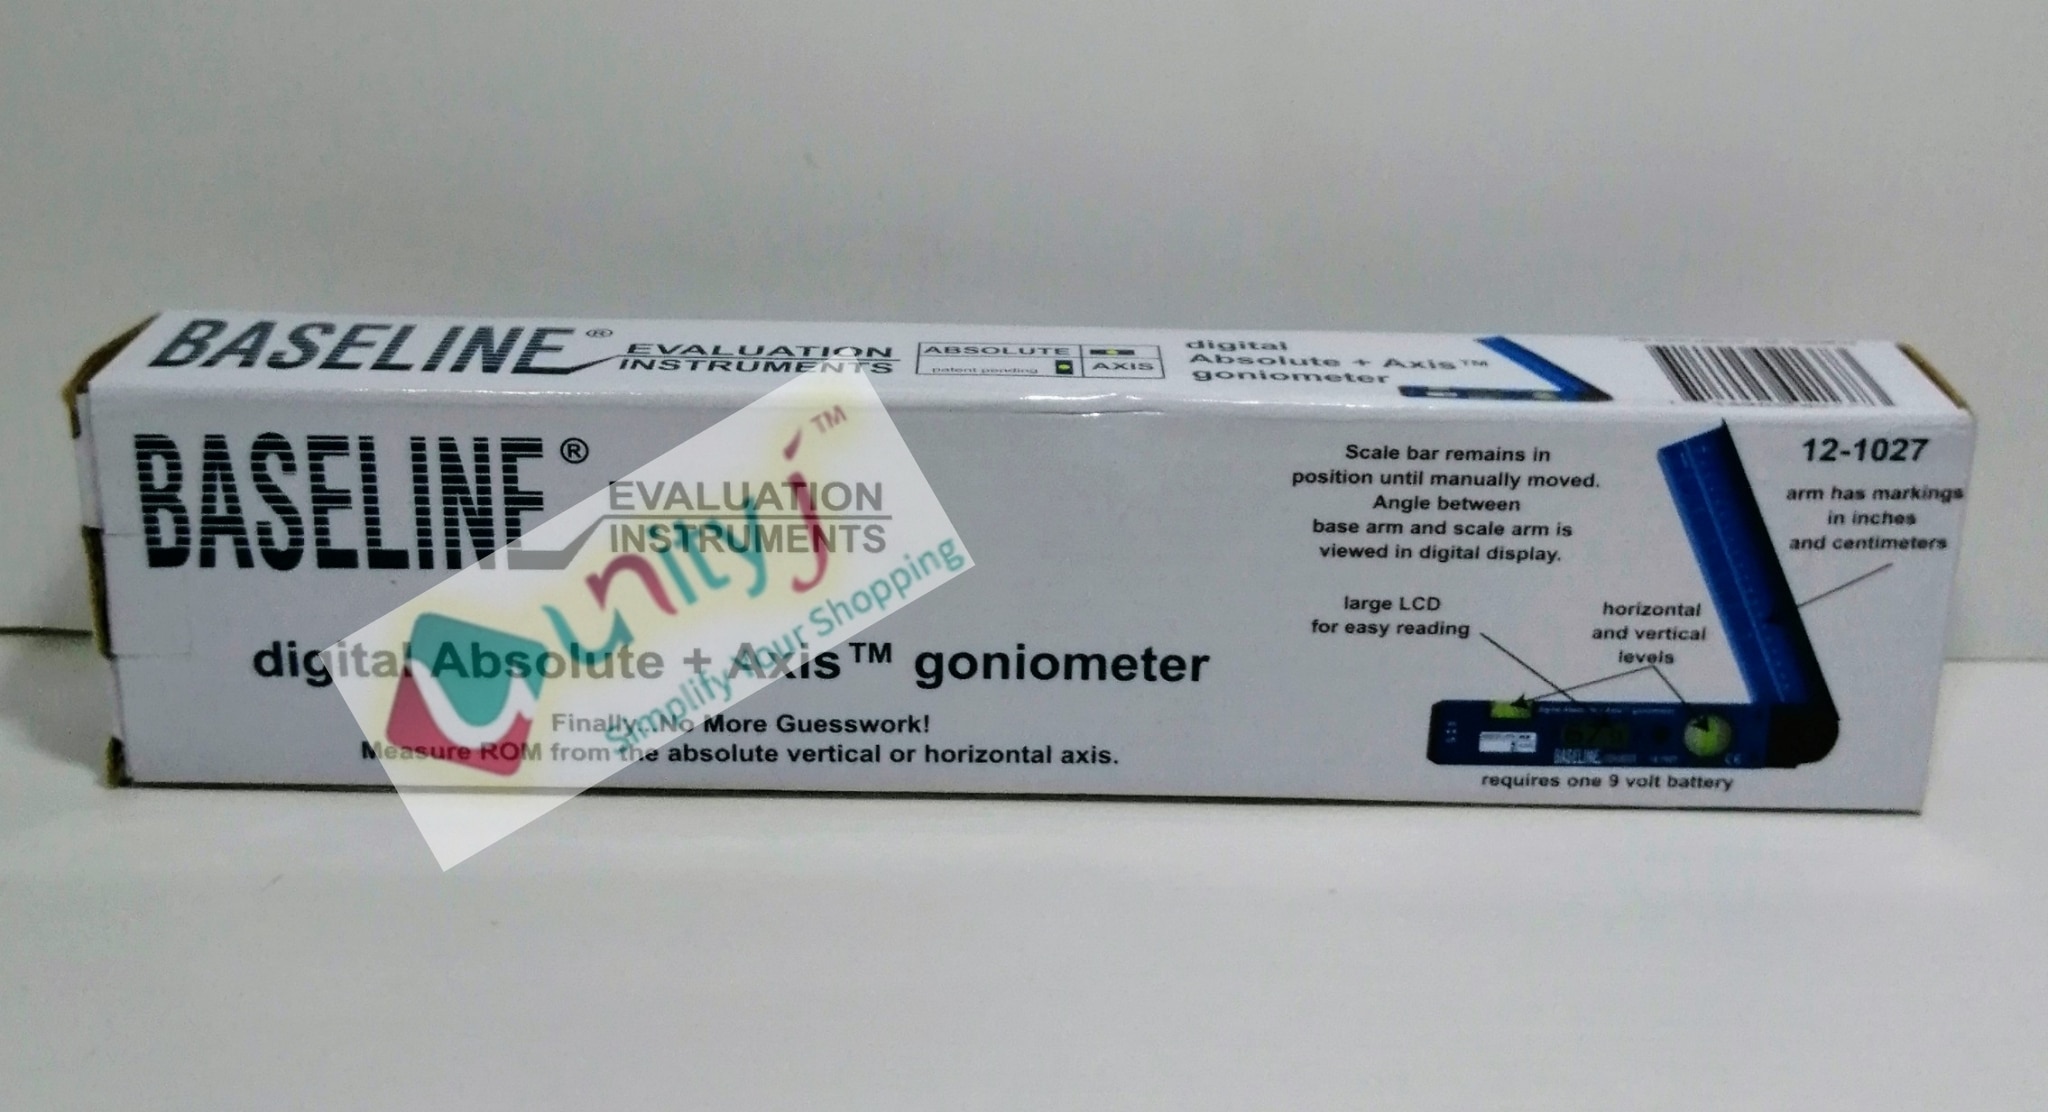 BASELINE® EVALUATION
INSTRUMENTS
ABSOLUTE
patent pending
AXIS
digital
Absolute + Axis™
goniometer
BASELINE® EVALUATION
INSTRUMENTS
digital Absolute + Axis™ goniometer
Finally...No More Guesswork!
Measure ROM from the absolute vertical or horizontal axis.
Scale bar remains in
position until manually moved.
Angle between
base arm and scale arm is
viewed in digital display.
large LCD
for easy reading
horizontal
and vertical
levels
12-1027
arm has markings
in inches
and centimeters
BASELINE
requires one 9 volt battery
unityj™
Simplify Your Shopping